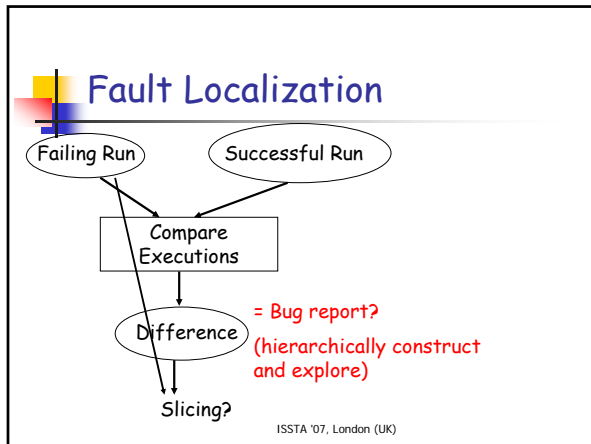 Fault Localization
Failing Run
Successful Run
Compare
Executions
Difference
= Bug report?
(hierarchically construct
and explore)
Slicing?
ISSTA '07, London (UK)